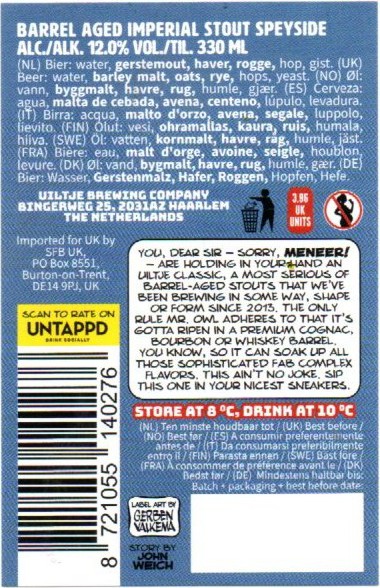 BARREL AGED IMPERIAL STOUT SPEYSIDE
ALC./ALK. 12.0% VOL./TIL. 330 ML
(NL) Bier: water, gerstemout, haver, rogge, hop, gist. (UK)
Beer: water, barley malt, oats, rye, hops, yeast. (NO) Øl:
vann, byggmalt, havre, rug, humle, gjær. (ES) Cerveza:
agua, malta de cebada, avena, centeno, lúpulo, levadura.
(IT) Birra: acqua, malto d'orzo, avena, segale, luppolo,
lievito. (FIN) Olut: vesi, ohramallas, kaura, ruis, humala,
hiiva. (SWE) Öl: vatten, kornmalt, havre, råg, humle, jäst.
(FRA) Bière: eau, malt d'orge, avoine, seigle, houblon,
levure. (DK) Øl: vand, bygmalt, havre, rug, humle, gær. (DE)
Bier: Wasser, Gerstenmalz, Hafer, Roggen, Hopfen, Hefe.
UILTJE BREWING COMPANY
BINGERWEG 25, 2031AZ HAARLEM
THE NETHERLANDS
3.96
UK
UNITS
Imported for UK by
SFB UK,
PO Box 8551,
Burton-on-Trent,
DE14 9PJ, UK
SCAN TO RATE ON
UNTAPPD
DRINK SOCIALLY
YOU, DEAR SIR – SORRY, MENEER!
– ARE HOLDING IN YOUR HAND AN
UILTJE CLASSIC, A MOST SERIOUS OF
BARREL-AGED STOUTS THAT WE'VE
BEEN BREWING IN SOME WAY, SHAPE
OR FORM SINCE 2013. THE ONLY
RULE MR. OWL ADHERES TO THAT IT'S
GOTTA RIPEN IN A PREMIUM COGNAC,
BOURBON OR WHISKEY BARREL,
YOU KNOW, SO IT CAN SOAK UP ALL
THOSE SOPHISTICATED FAB COMPLEX
FLAVORS. THIS AIN'T NO JOKE. SIP
THIS ONE IN YOUR NICEST SNEAKERS.
STORE AT 8 ºC, DRINK AT 10 ºC
(NL) Ten minste houdbaar tot / (UK) Best before /
(NO) Best før / (ES) A consumir preferentemente
antes de / (IT) Da consumarsi preferibilmente
entro il / (FIN) Parasta ennen / (SWE) Bäst före /
(FRA) À consommer de préférence avant le / (DK)
Bedst før / (DE) Mindestens haltbar bis:
Batch + packaging + best before date:
8 721055 140276
LABEL ART BY
GERBEN
VALKEMA
STORY BY
JOHN
WEICH